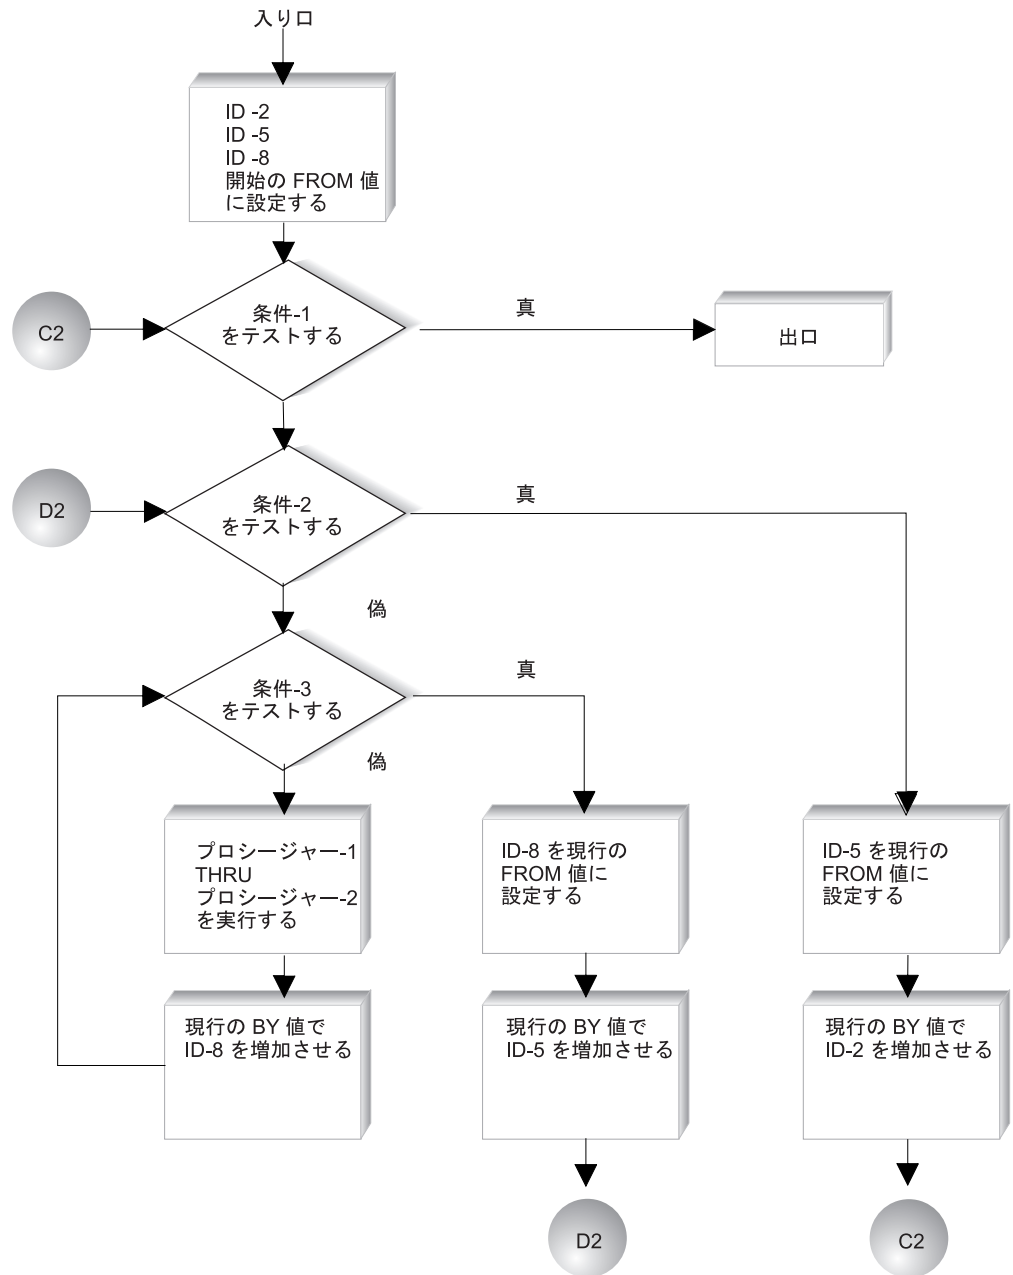 入り口
ID -2
ID -5
ID -8
開始の FROM 値
に設定する
C2
条件-1
をテストする
真
出口
D2
条件-2
をテストする
真
偽
条件-3
をテストする
真
偽
プロシージャー-1
THRU
プロシージャー-2
を実行する
ID-8 を現行の
FROM 値に
設定する
ID-5 を現行の
FROM 値に
設定する
現行の BY 値で
ID-8 を増加させる
現行の BY 値で
ID-5 を増加させる
現行の BY 値で
ID-2 を増加させる
D2
C2